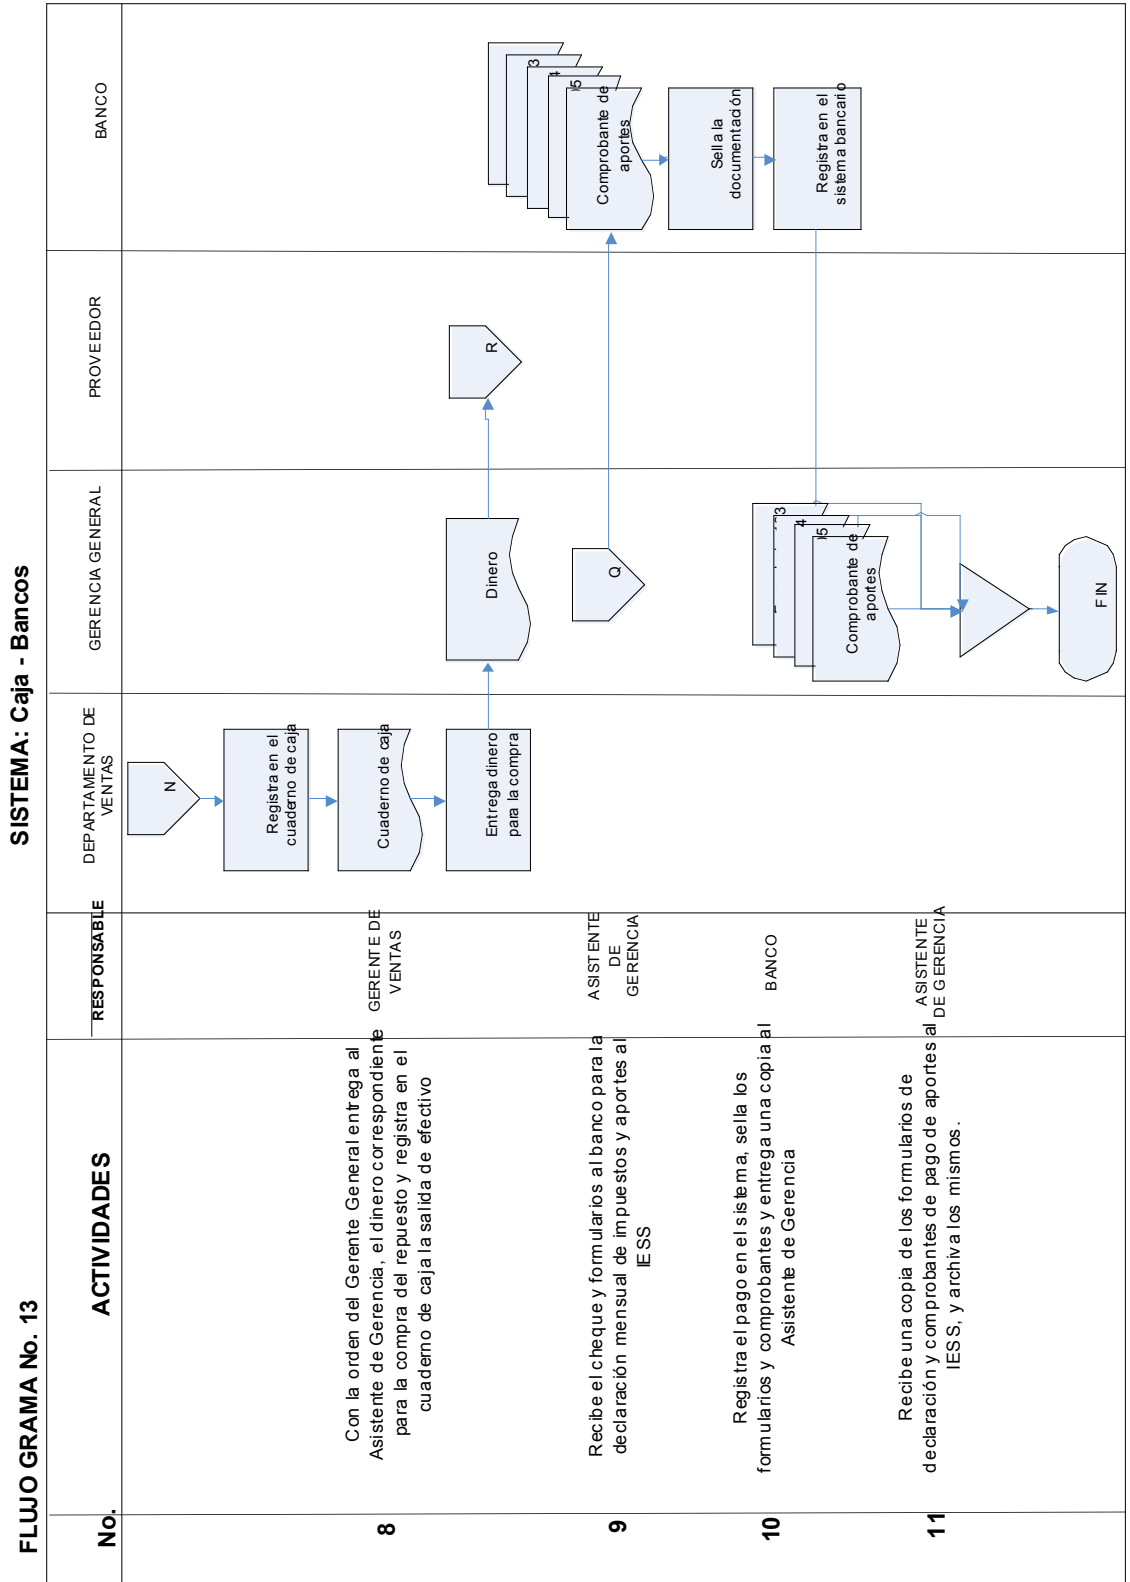 FLUJO GRAMA No. 13
SISTEMA: Caja - Bancos
No.
ACTIVIDADES
RESPONSABLE
DEPARTAMENTO DE
VENTAS
GERENCIA GENERAL
PROVEEDOR
BANCO
8
Con la orden del Gerente General entrega al
Asistente de Gerencia, el dinero correspondiente
para la compra del repuesto y registra en el
cuaderno de caja la salida de efectivo
GERENTE DE
VENTAS
N
Registra en el
cuaderno de caja
Cuaderno de caja
Entrega dinero
para la compra
Dinero
R
9
Recibe el cheque y formularios al banco para la
declaración mensual de impuestos y aportes al
IESS
ASISTENTE
DE
GERENCIA
Q
3
4
05
Comprobante de
aportes
10
Registra el pago en el sistema, sella los
formularios y comprobantes y entrega una copia al
Asistente de Gerencia
BANCO
Sella la
documentación
Registra en el
sistema bancario
3
4
05
Comprobante de
aportes
11
Recibe una copia de los formularios de
declaración y comprobantes de pago de aportes al
IESS, y archiva los mismos.
ASISTENTE
DE GERENCIA
FIN